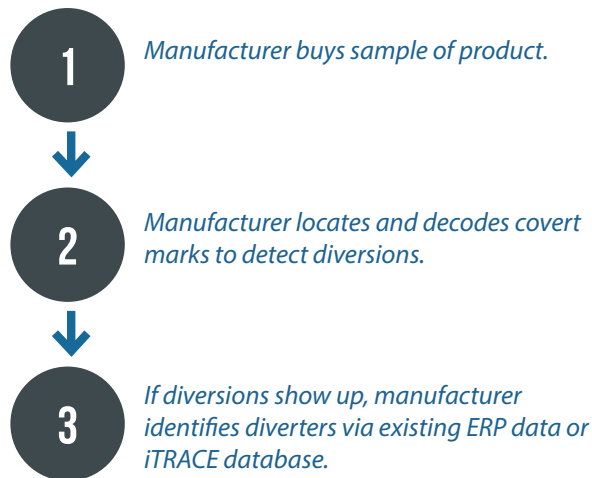 1
Manufacturer buys sample of product.
2
Manufacturer locates and decodes covert
marks to detect diversions.
3
If diversions show up, manufacturer
identifies diverters via existing ERP data or
iTRACE database.